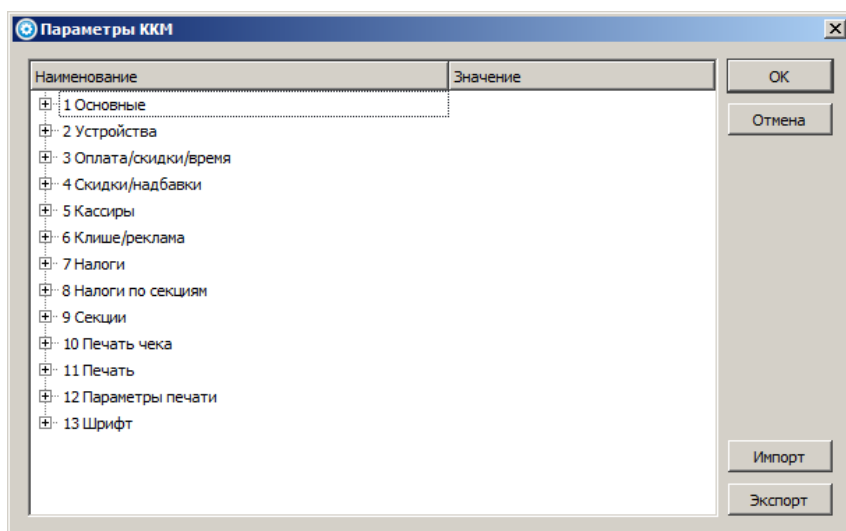 Параметры ККМ
Наименование Значение
1 Основные
2 Устройства
3 Оплата/скидки/время
4 Скидки/надбавки
5 Кассиры
6 Клише/реклама
7 Налоги
8 Налоги по секциям
9 Секции
10 Печать чека
11 Печать
12 Параметры печати
13 Шрифт
OK
Отмена
Импорт
Экспорт